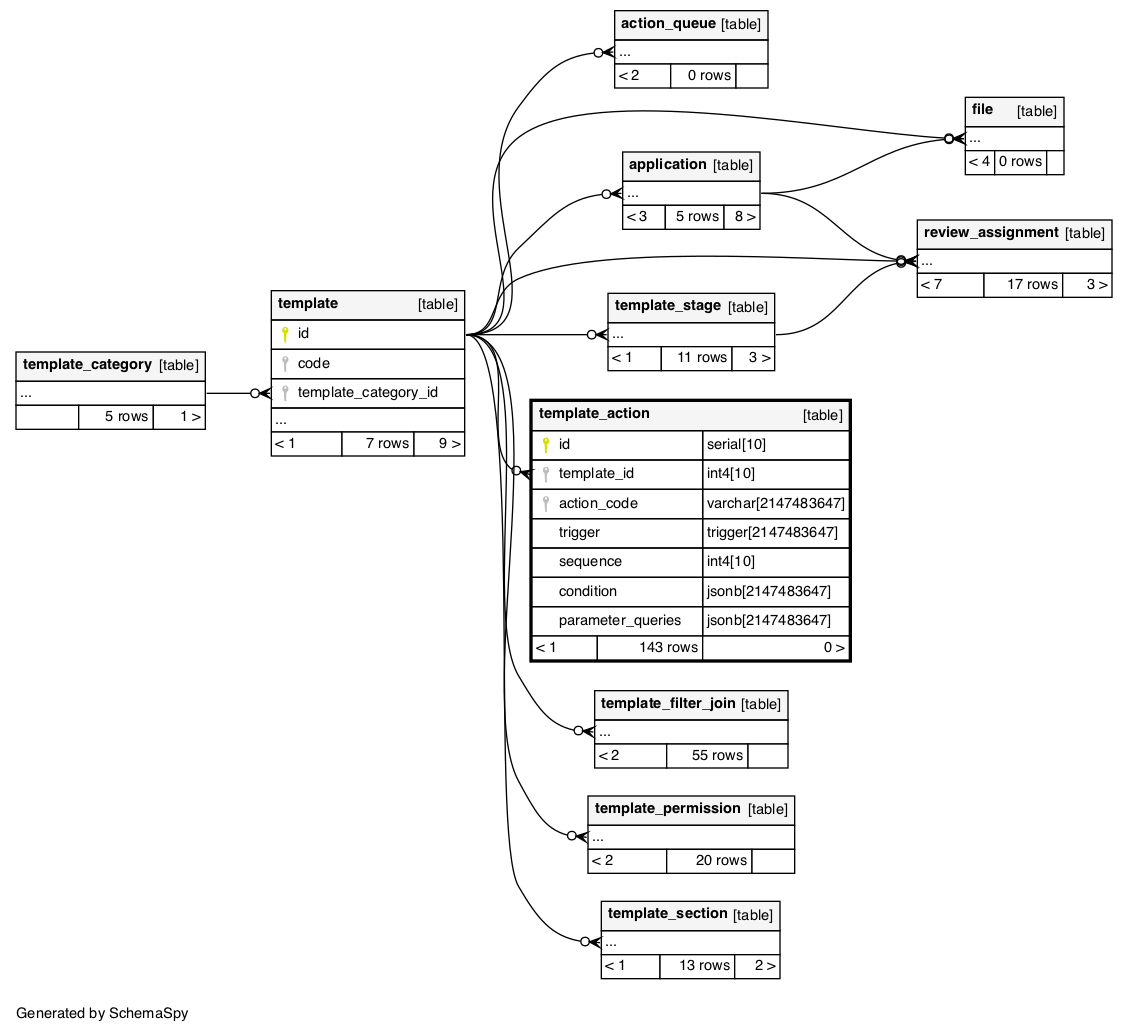 action_queue [table]
...
< 2 0 rows
file [table]
...
< 4 0 rows
application [table]
...
< 3 5 rows 8 >
review_assignment [table]
...
< 7 17 rows 3 >
template [table]
id
code
template_category_id
...
< 1 7 rows 9 >
template_stage [table]
...
< 1 11 rows 3 >
template_category [table]
...
5 rows 1 >
template_action [table]
id serial[10]
template_id int4[10]
action_code varchar[2147483647]
trigger trigger[2147483647]
sequence int4[10]
condition jsonb[2147483647]
parameter_queries jsonb[2147483647]
< 1 143 rows 0 >
template_filter_join [table]
...
< 2 55 rows
template_permission [table]
...
< 2 20 rows
template_section [table]
...
< 1 13 rows 2 >
Generated by SchemaSpy